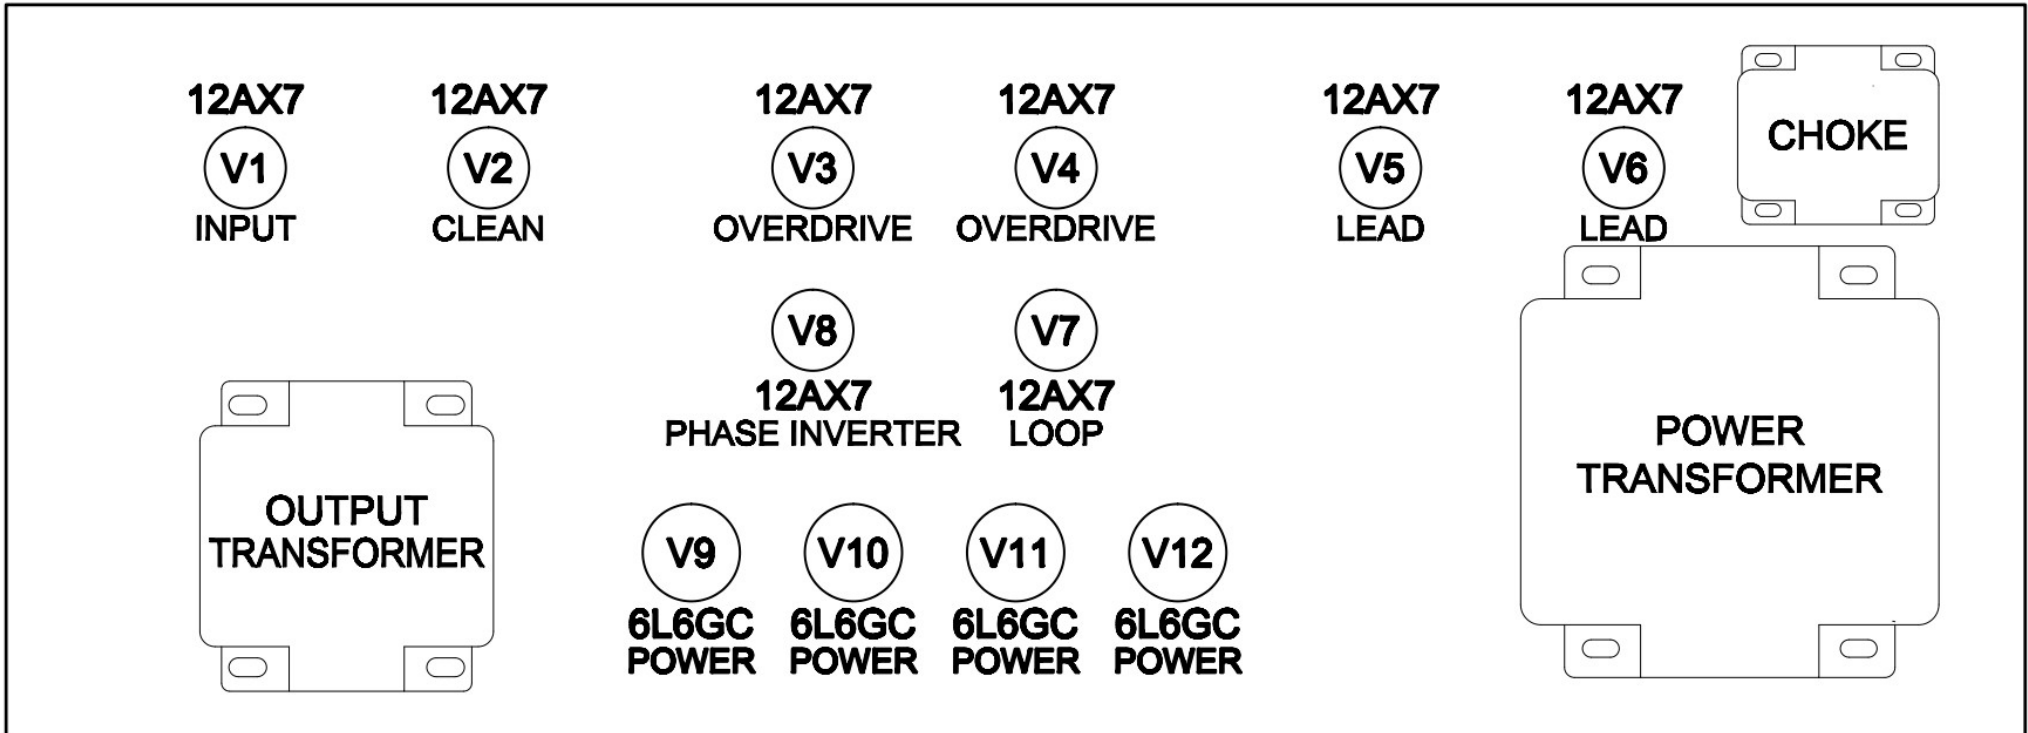 12AX7 12AX7 12AX7 12AX7 12AX7 12AX7
V1 V2 V3 V4 V5 V6
INPUT CLEAN OVERDRIVE OVERDRIVE LEAD LEAD
CHOKE
V8 V7
12AX7 12AX7
PHASE INVERTER LOOP
POWER
TRANSFORMER
OUTPUT
TRANSFORMER
V9 V10 V11 V12
6L6GC 6L6GC 6L6GC 6L6GC
POWER POWER POWER POWER